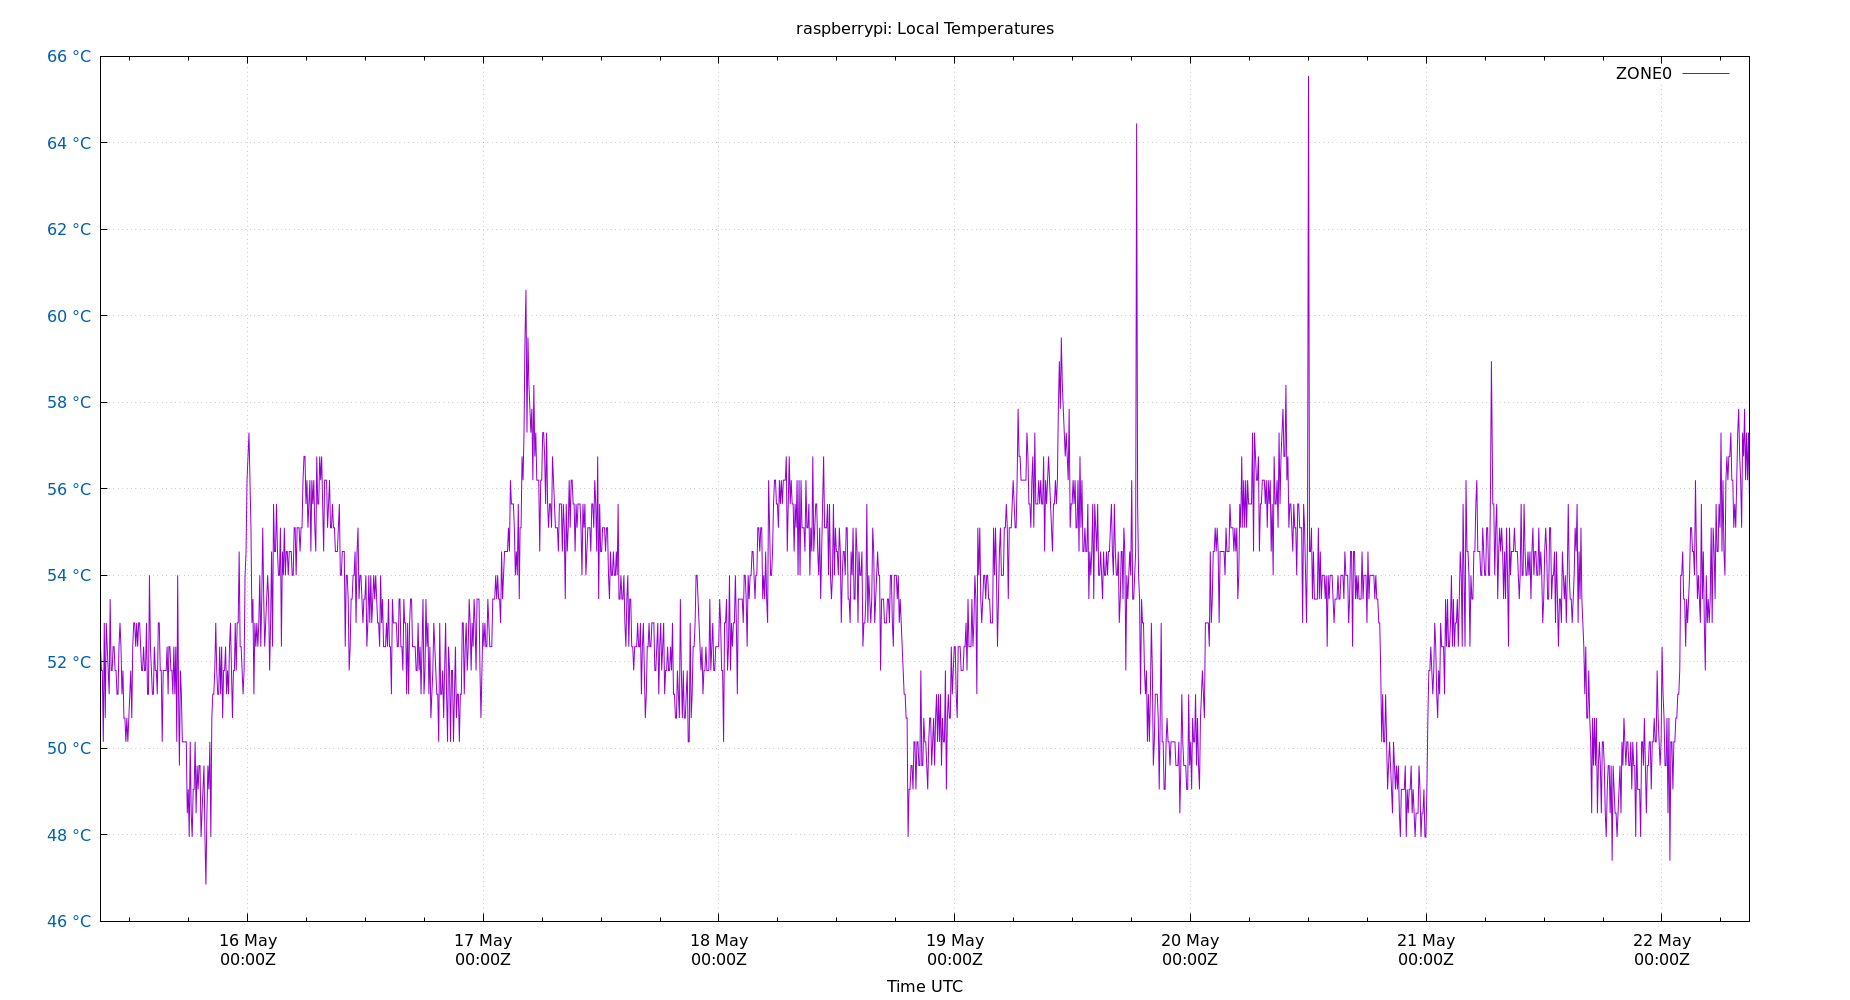 raspberrypi: Local Temperatures
66 °C
ZONE0
64 °C
62 °C
60 °C
58 °C
56 °C
54 °C
52 °C
50 °C
48 °C
46 °C
16 May 17 May 18 May 19 May 20 May 21 May 22 May
00:00Z 00:00Z 00:00Z 00:00Z 00:00Z 00:00Z 00:00Z
Time UTC